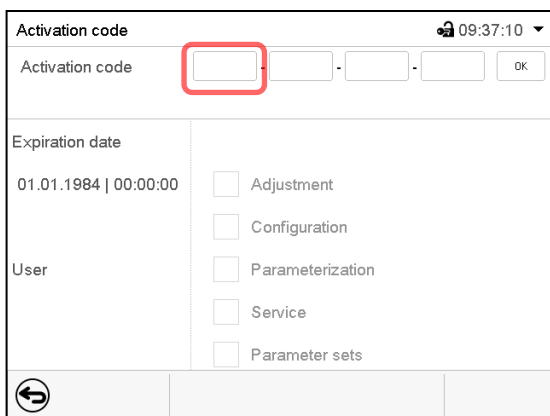 Activation code 09:37:10
Activation code - - - OK
Expiration date
01.01.1984 | 00:00:00 Adjustment
Configuration
User Parameterization
Service
Parameter sets